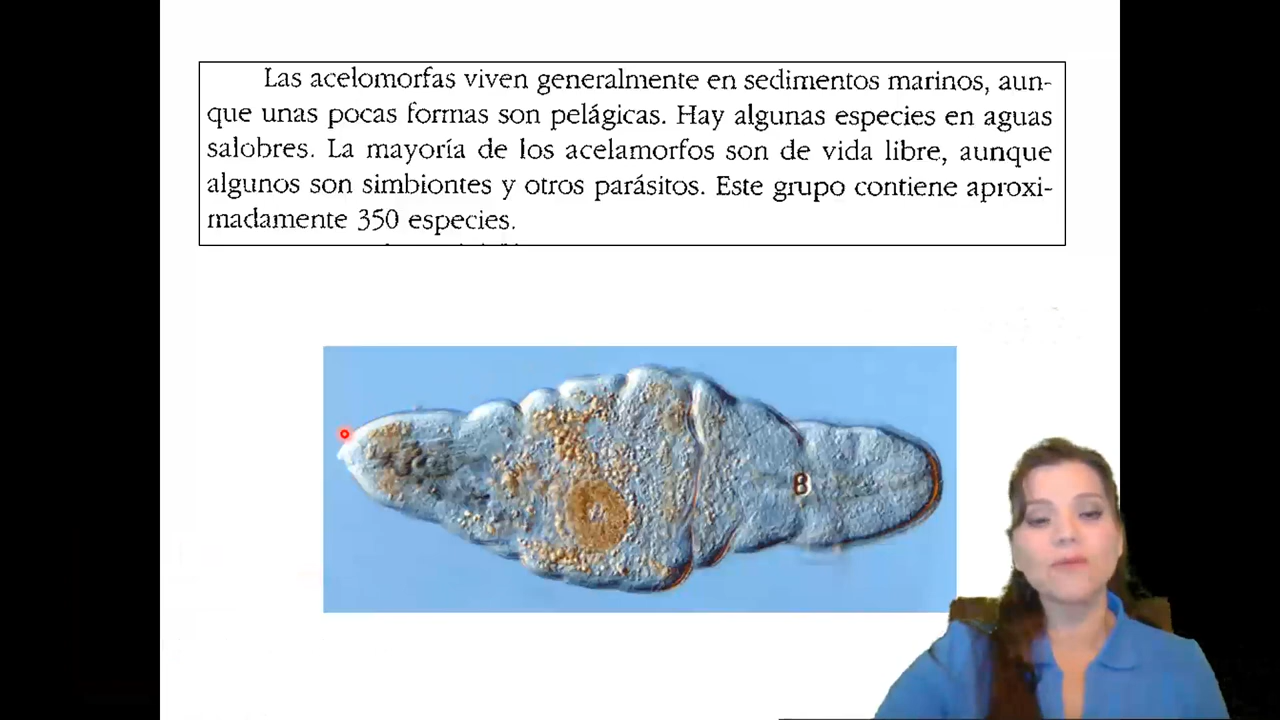 Las acelomorfas viven generalmente en sedimentos marinos, aun-
que unas pocas formas son pelágicas. Hay algunas especies en aguas
salobres. La mayoría de los acelamorfos son de vida libre, aunque
algunos son simbiontes y otros parásitos. Este grupo contiene aproxi-
madamente 350 especies.